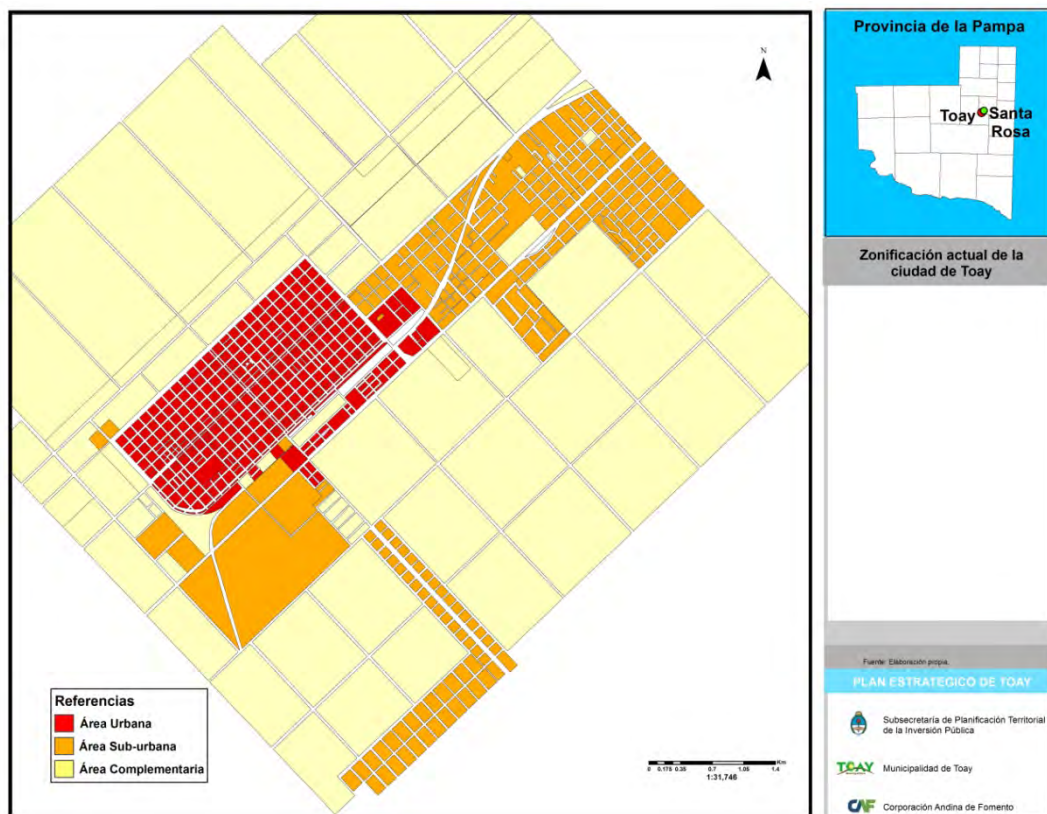 N
Referencias
Área Urbana
Área Sub-urbana
Área Complementaria
Km
0 0.175 0.35 0.7 1.05 1.4
1:31,746
Provincia de la Pampa
Toay
Santa
Rosa
Zonificación actual de la
ciudad de Toay
Fuente: Elaboración propia.
PLAN ESTRATEGICO DE TOAY
Subsecretaría de Planificación Territorial
de la Inversión Pública
TOAY
Municipalidad de Toay
CAF
Corporación Andina de Fomento